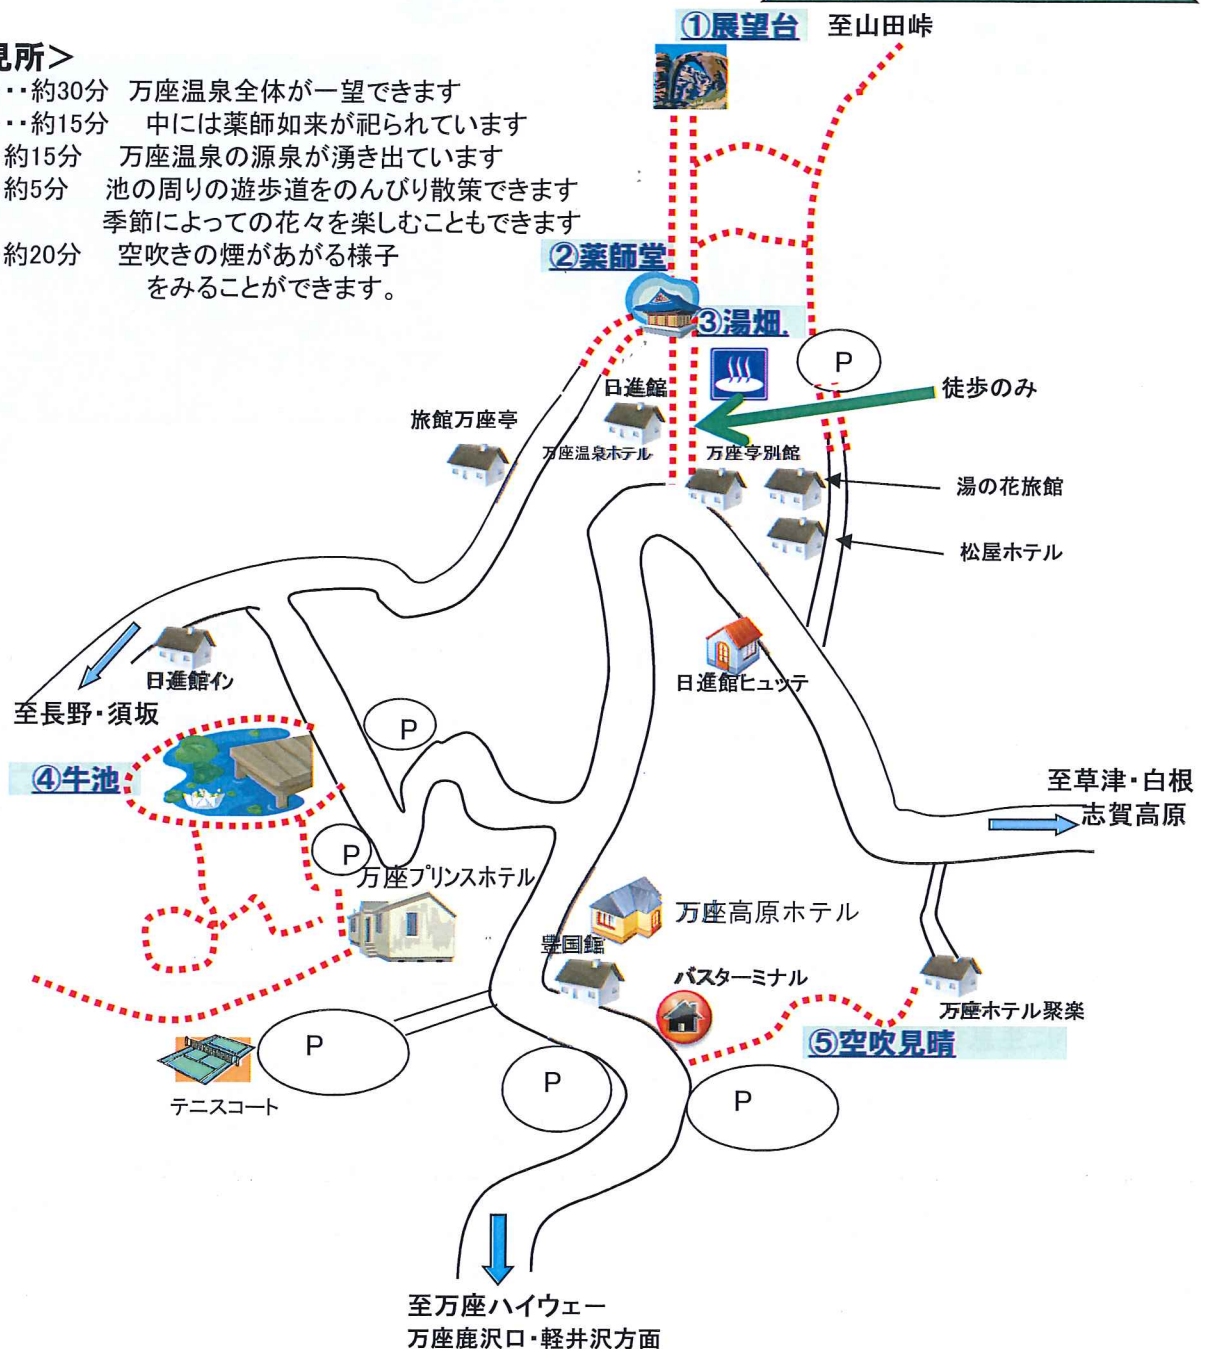 見所>
・・約30分 万座温泉全体が一望できます
・・約15分 中には薬師如来が祀られています
約15分 万座温泉の源泉が湧き出ています
約5分 池の周りの遊歩道をのんびり散策できます
季節によっての花々を楽しむこともできます
約20分 空吹きの煙があがる様子
をみることができます。
①展望台
至山田峠
②薬師堂
③湯畑.
P
徒歩のみ
日進館
旅館万座亭
万座温泉ホテル
万座亭別館
湯の花旅館
松屋ホテル
日進館イン
日進館ヒュッテ
至長野・須坂
P
④牛池
至草津・白根
志賀高原
P
万座プリンスホテル
万座高原ホテル
豊国館
バスターミナル
万座ホテル聚楽
⑤空吹見晴
P
P
P
テニスコート
至万座ハイウェー
万座鹿沢口・軽井沢方面